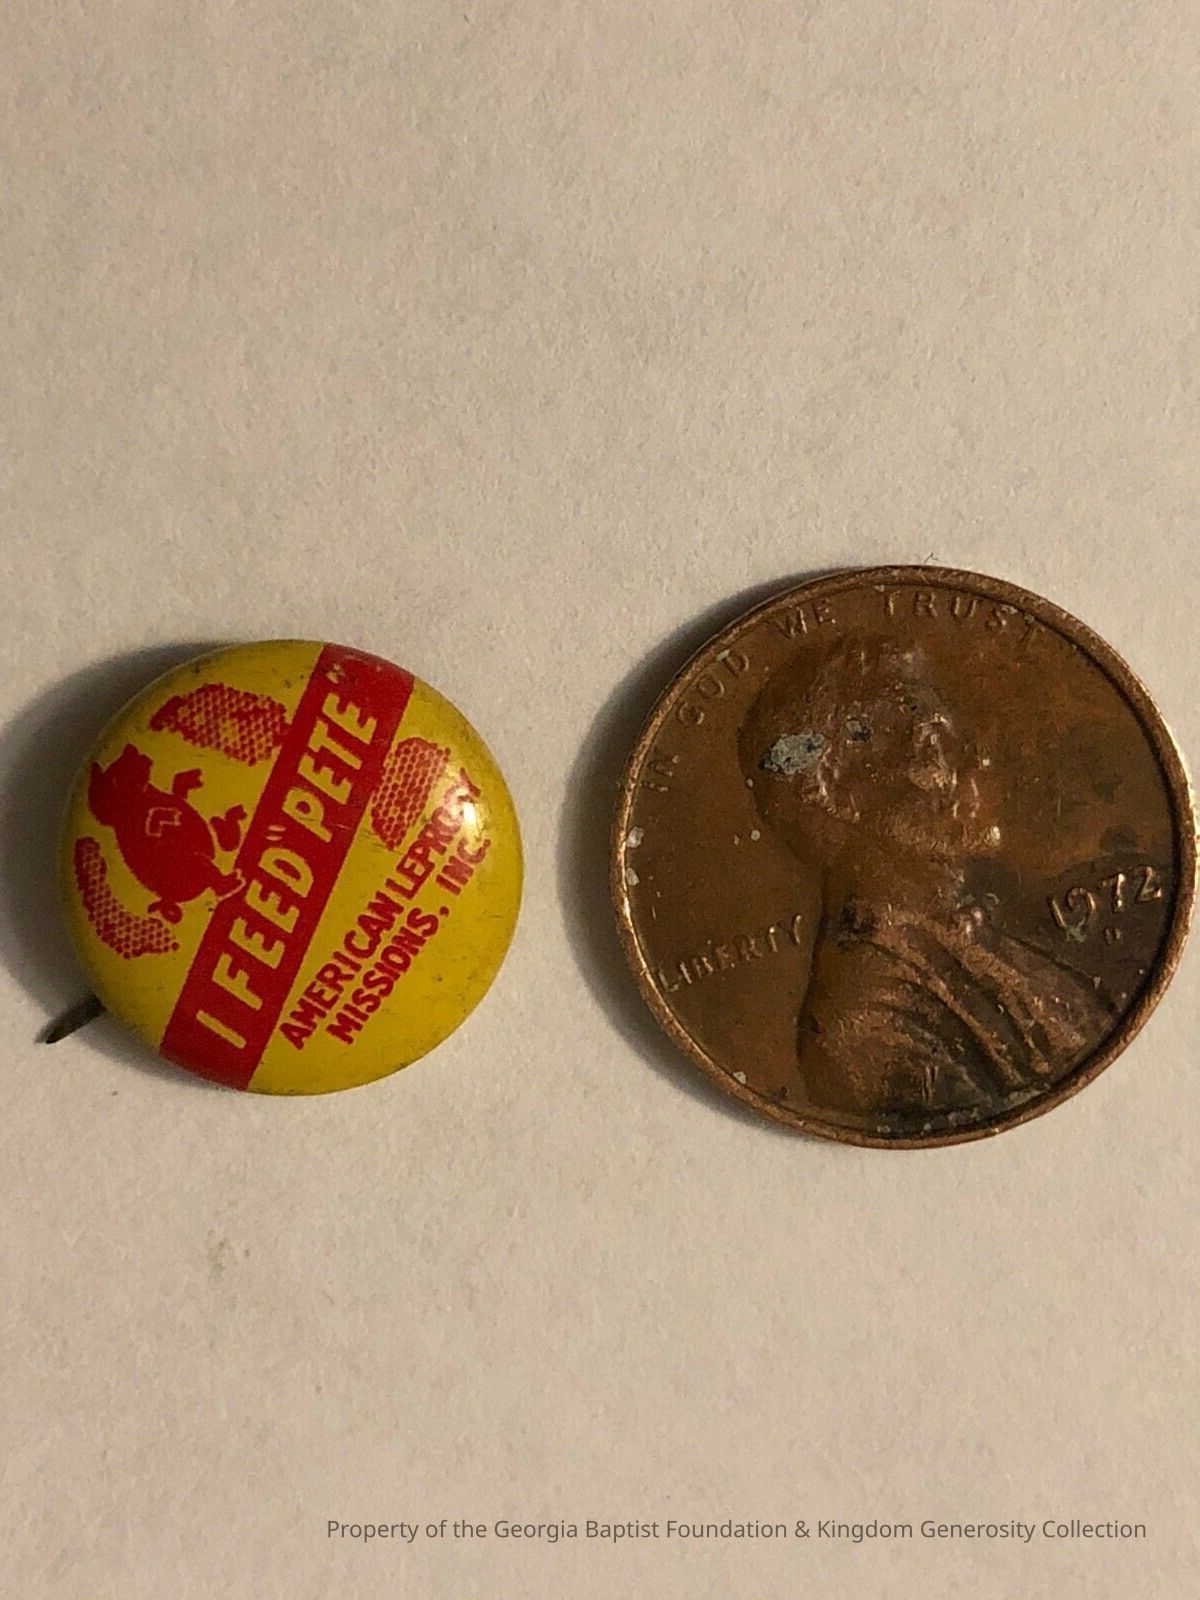 I FEED "PETE"
AMERICAN LEPROSY
MISSIONS, INC.
IN GOD WE TRUST
LIBERTY
1972
D
Property of the Georgia Baptist Foundation & Kingdom Generosity Collection